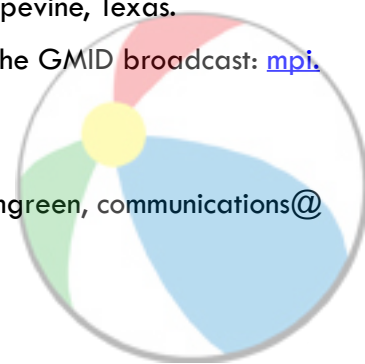 pevine, Texas.
he GMID broadcast: mpi.
ngreen, communications@